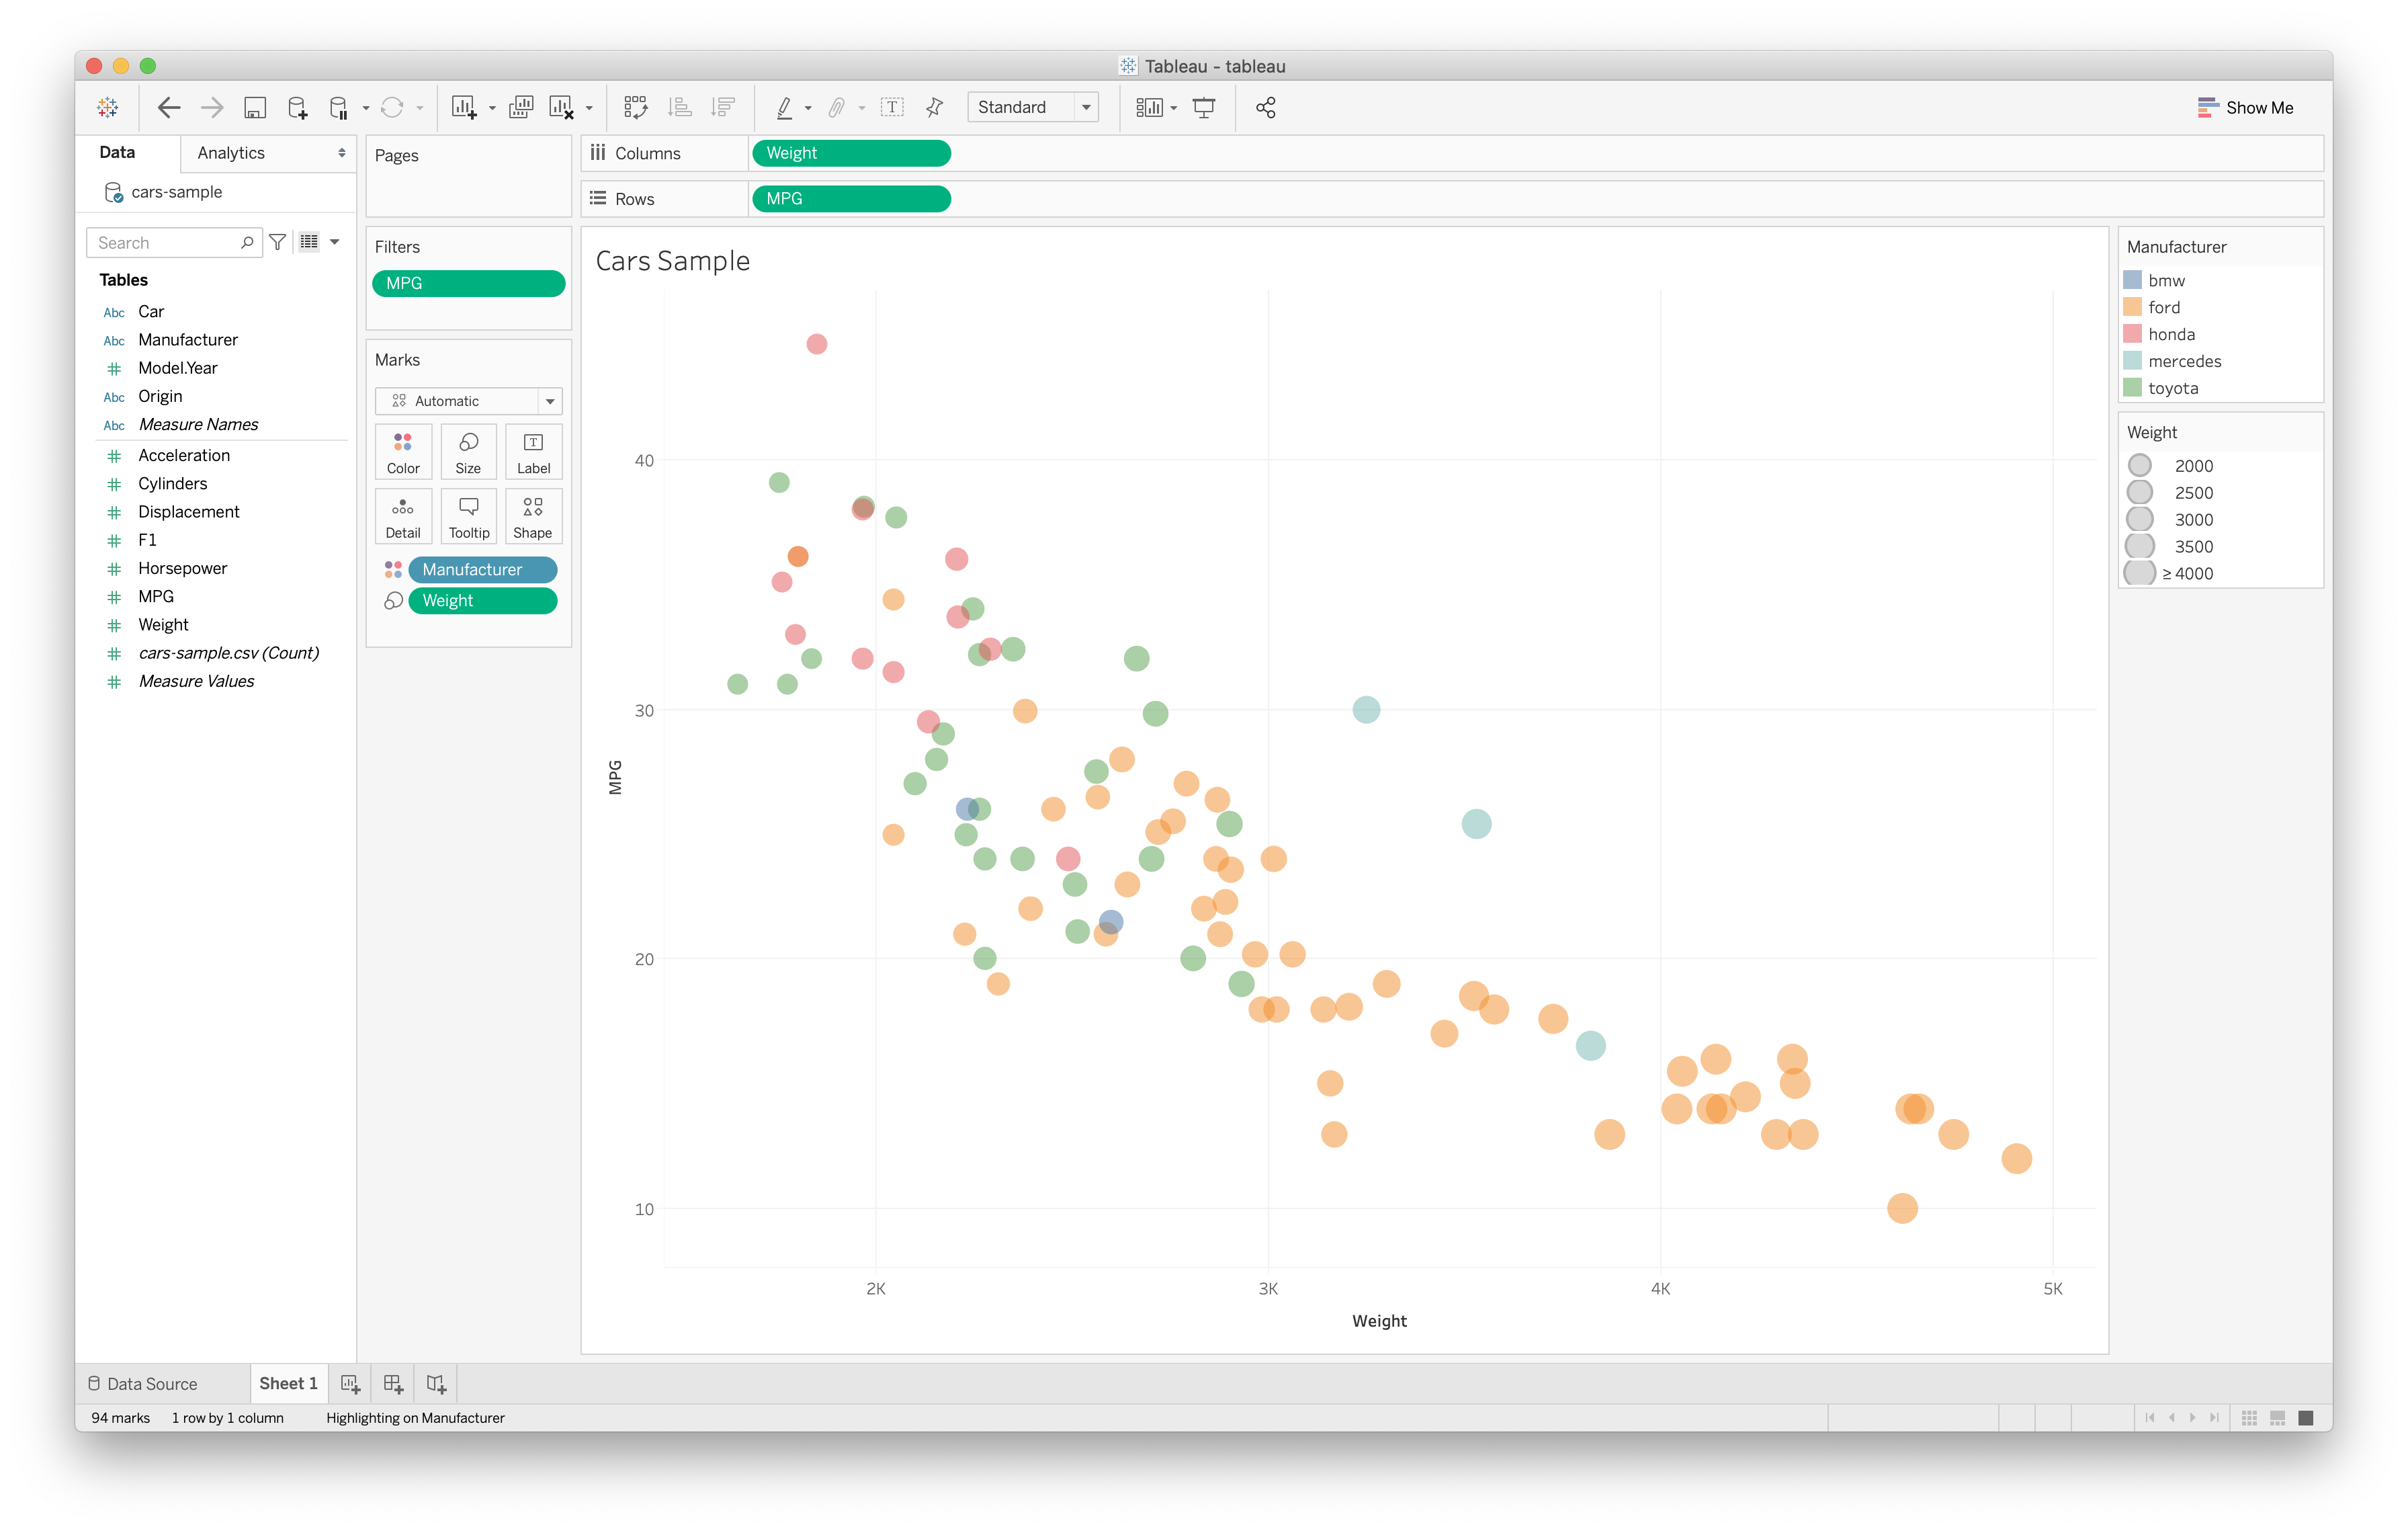 Tableau - tableau
Standard
Show Me
Data
Analytics
cars-sample
Search
Tables
Abc Car
Abc Manufacturer
# Model.Year
Abc Origin
Abc Measure Names
# Acceleration
# Cylinders
# Displacement
# F1
# Horsepower
# MPG
# Weight
# cars-sample.csv (Count)
# Measure Values
Pages
Filters
MPG
Marks
Automatic
Color
Size
T
Label
Detail
Tooltip
Shape
Manufacturer
Weight
Columns
Weight
Rows
MPG
Cars Sample
MPG
40
30
20
10
2K
3K
4K
5K
Weight
Manufacturer
bmw
ford
honda
mercedes
toyota
Weight
2000
2500
3000
3500
≥ 4000
Data Source
Sheet 1
94 marks
1 row by 1 column
Highlighting on Manufacturer